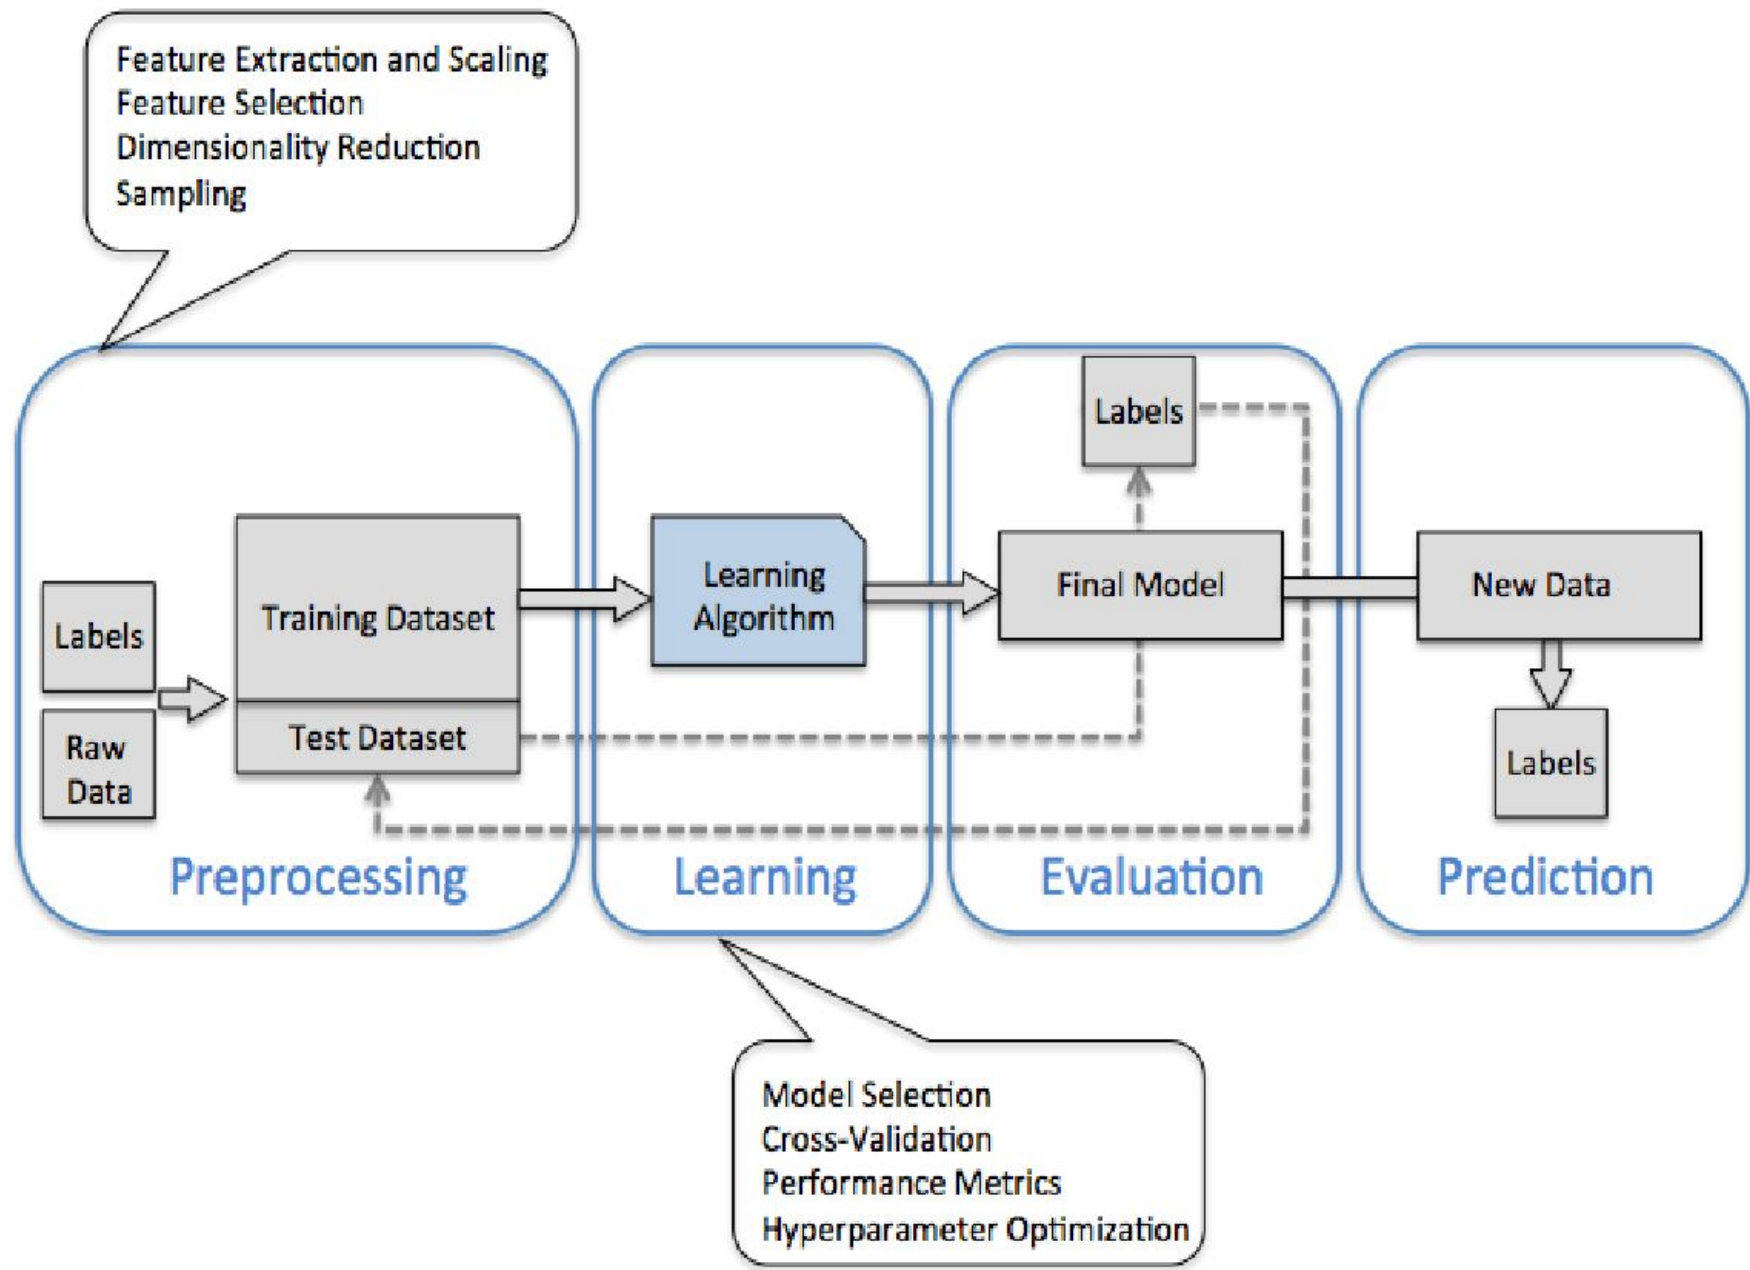 Feature Extraction and Scaling
Feature Selection
Dimensionality Reduction
Sampling
Labels
Raw
Data
Training Dataset
Test Dataset
Preprocessing
Learning
Algorithm
Learning
Labels
Final Model
Evaluation
New Data
Labels
Prediction
Model Selection
Cross-Validation
Performance Metrics
Hyperparameter Optimization